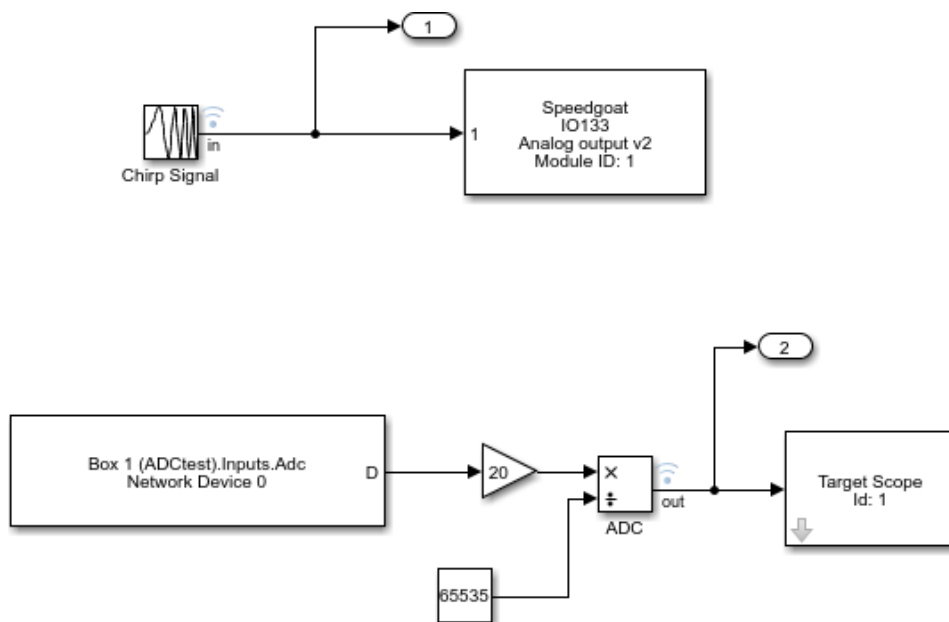 1
Speedgoat
IO133
1
Analog output v2
Module ID: 1
in
Chirp Signal
2
Box 1 (ADCtest).Inputs.Adc
Network Device 0
D
20
×
÷
ADC
out
Target Scope
Id: 1
65535